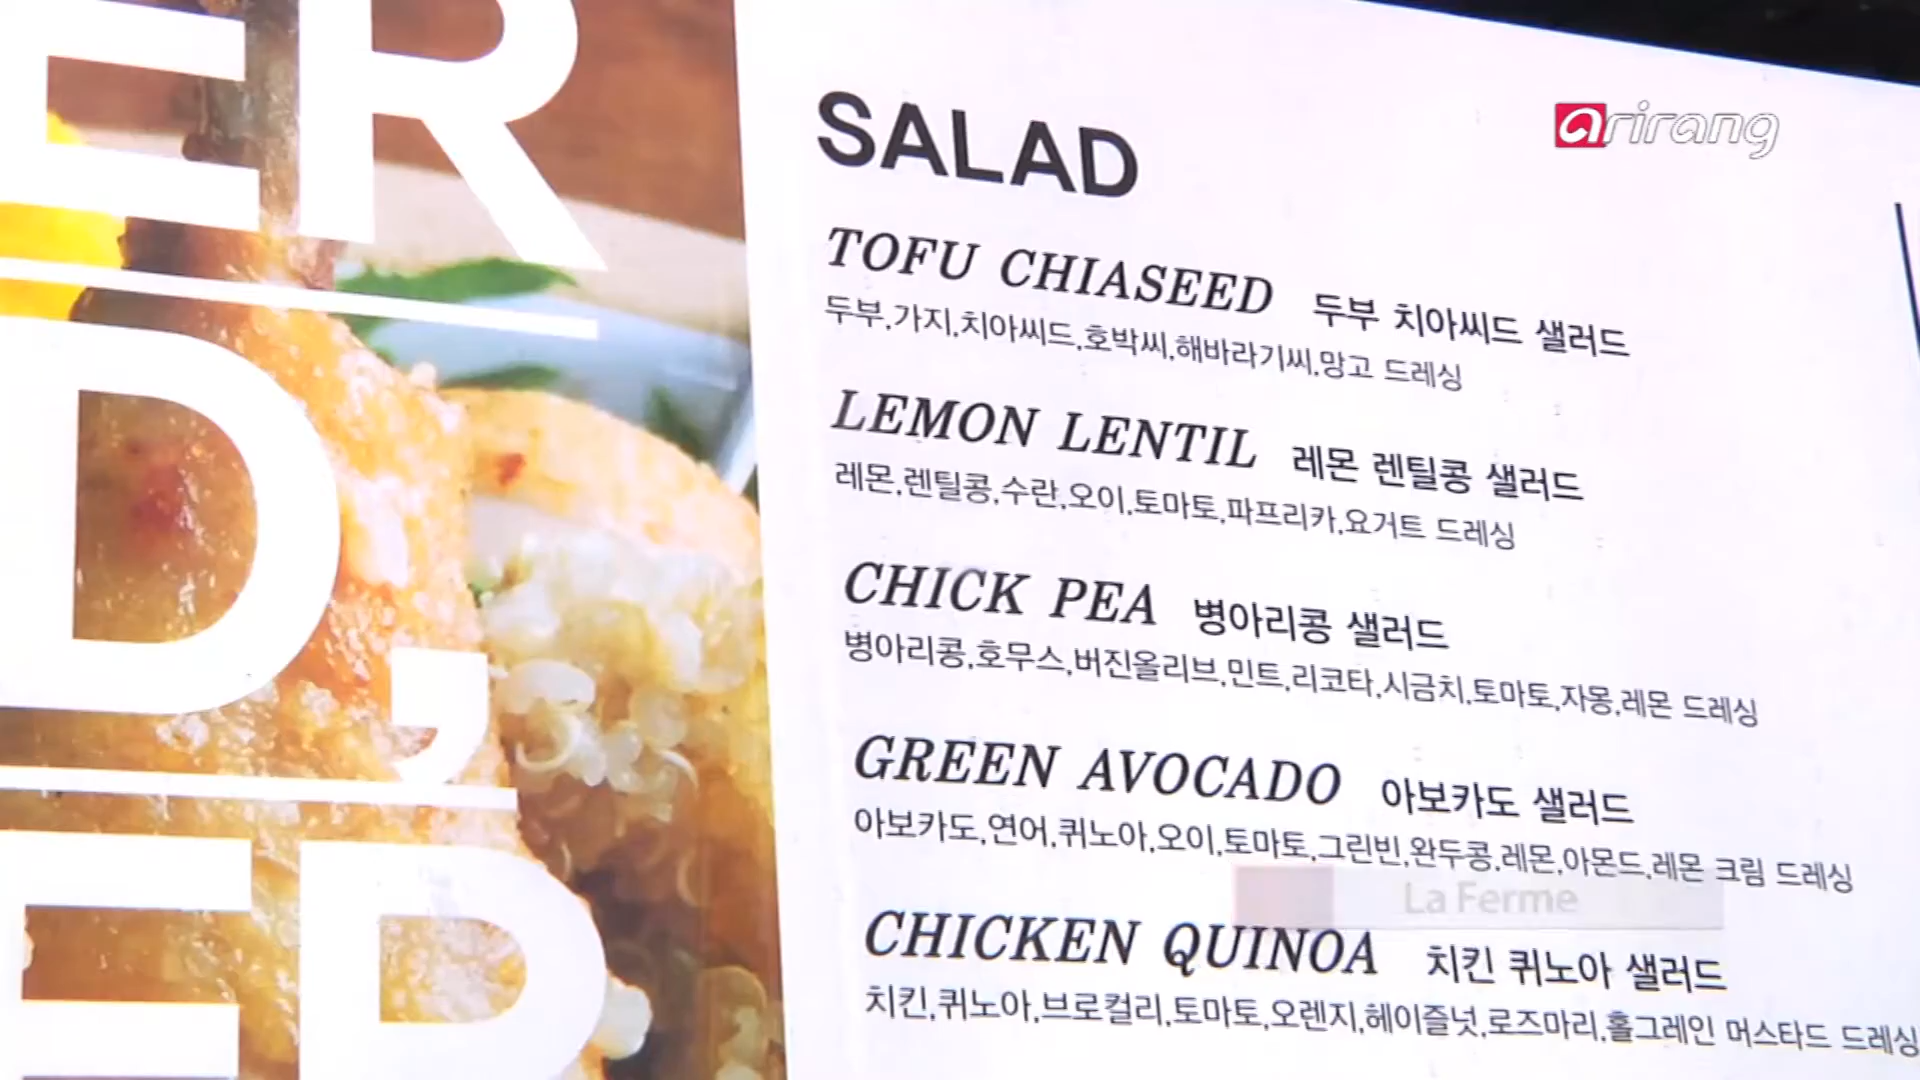 ER
D,
ER
arirang
SALAD
TOFU CHIASEED 두부 치아씨드 샐러드
두부,가지,치아씨드,호박씨,해바라기씨,망고 드레싱
LEMON LENTIL 레몬 렌틸콩 샐러드
레몬,렌틸콩,수란,오이,토마토,파프리카,요거트 드레싱
CHICK PEA 병아리콩 샐러드
병아리콩,호무스,버진올리브,민트,리코타,시금치,토마토,자몽,레몬 드레싱
GREEN AVOCADO 아보카도 샐러드
아보카도,연어,퀴노아,오이,토마토,그린빈,완두콩,레몬,아몬드,레몬 크림 드레싱
La Ferme
CHICKEN QUINOA 치킨 퀴노아 샐러드
치킨,퀴노아,브로컬리,토마토,오렌지,헤이즐넛,로즈마리,홀그레인 머스타드 드레싱